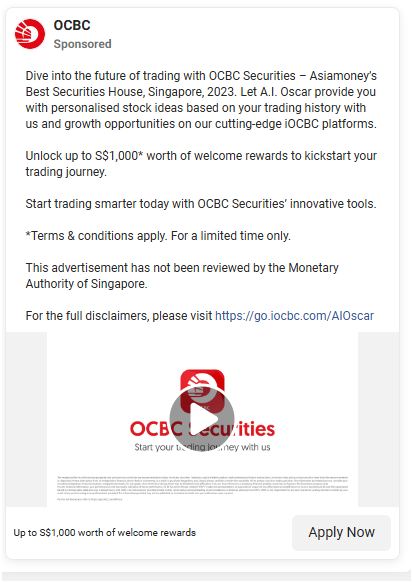 OCBC
Sponsored
Dive into the future of trading with OCBC Securities – Asiamoney's
Best Securities House, Singapore, 2023. Let A.I. Oscar provide you
with personalised stock ideas based on your trading history with
us and growth opportunities on our cutting-edge iOCBC platforms.
Unlock up to S$1,000* worth of welcome rewards to kickstart your
trading journey.
Start trading smarter today with OCBC Securities' innovative tools.
*Terms & conditions apply. For a limited time only.
This advertisement has not been reviewed by the Monetary
Authority of Singapore.
For the full disclaimers, please visit https://go.iocbc.com/AIOscar
OCBC Securities
Start your trading journey with us
Up to S$1,000 worth of welcome rewards
Apply Now